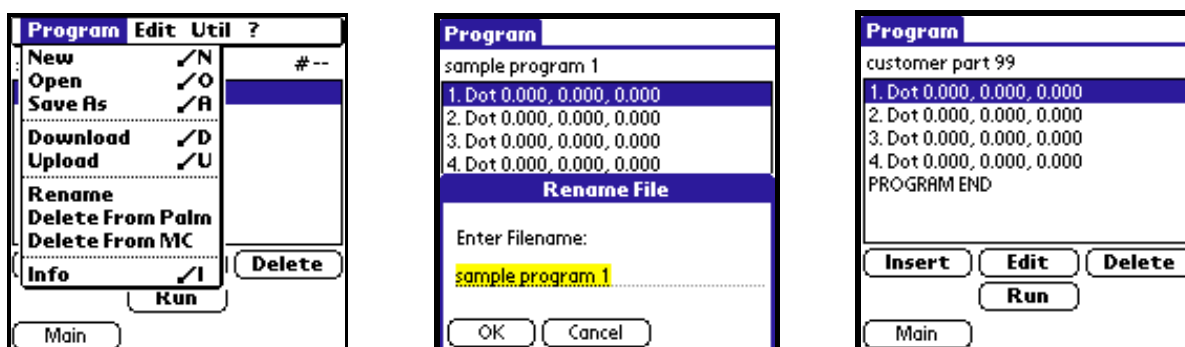 Program Edit Util ?
New ⁄N
#--
Open ⁄O
Save As ⁄A
Download ⁄D
Upload ⁄U
Rename
Delete From Palm
Delete From MC
Info ⁄I
Delete
Run
Main
Program
sample program 1
1. Dot 0.000, 0.000, 0.000
2. Dot 0.000, 0.000, 0.000
3. Dot 0.000, 0.000, 0.000
4. Dot 0.000, 0.000, 0.000
Rename File
Enter Filename:
sample program 1
OK Cancel
Program
customer part 99
1. Dot 0.000, 0.000, 0.000
2. Dot 0.000, 0.000, 0.000
3. Dot 0.000, 0.000, 0.000
4. Dot 0.000, 0.000, 0.000
PROGRAM END
Insert Edit Delete
Run
Main